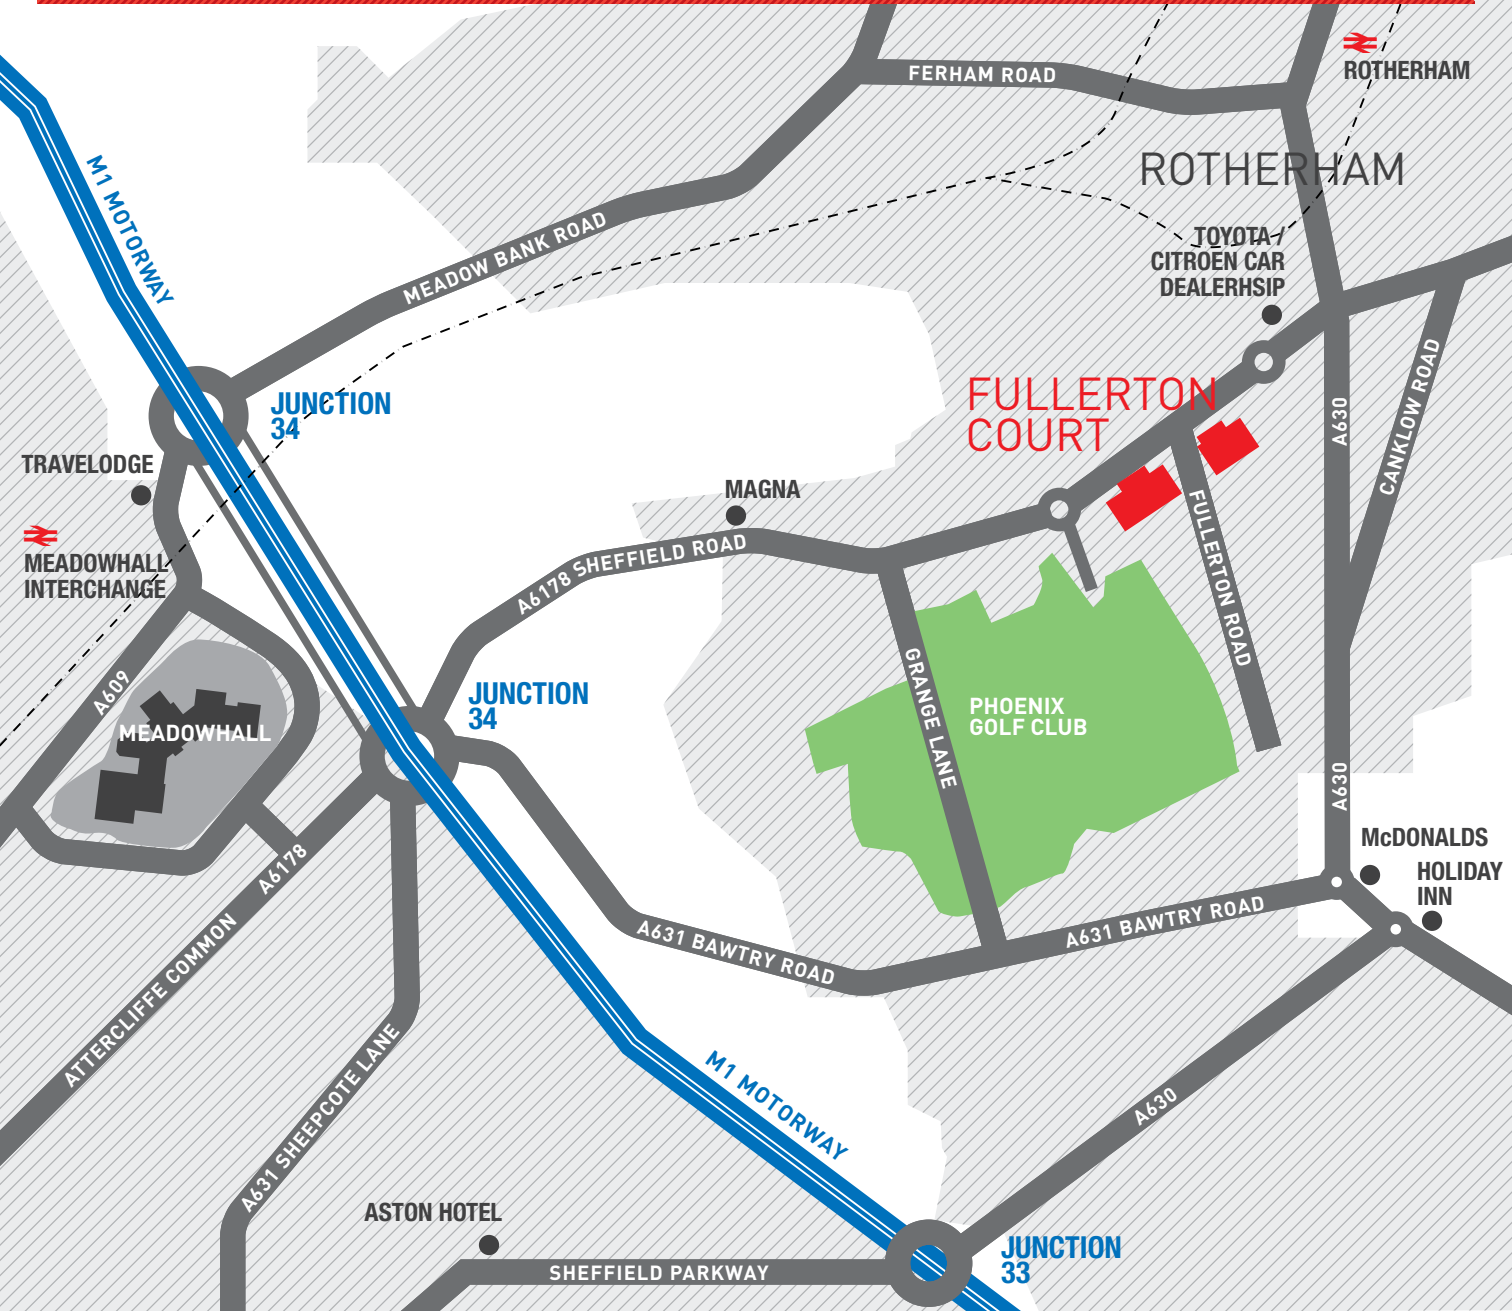 FERHAM ROAD
ROTHERHAM
M1 MOTORWAY
ROTHERHAM
MEADOW BANK ROAD
TOYOTA /
CITROEN CAR
DEALERHSIP
JUNCTION
34
FULLERTON
COURT
A630
CANKLOW ROAD
TRAVELODGE
MAGNA
MEADOWHALL
INTERCHANGE
A6178 SHEFFIELD ROAD
FULLERTON ROAD
A609
JUNCTION
34
GRANGE LANE
PHOENIX
GOLF CLUB
MEADOWHALL
A630
McDONALDS
HOLIDAY
INN
A6178
A631 BAWTRY ROAD
A631 BAWTRY ROAD
ATTERCLIFFE COMMON
A631 SHEEPCOTE LANE
M1 MOTORWAY
A630
ASTON HOTEL
JUNCTION
33
SHEFFIELD PARKWAY